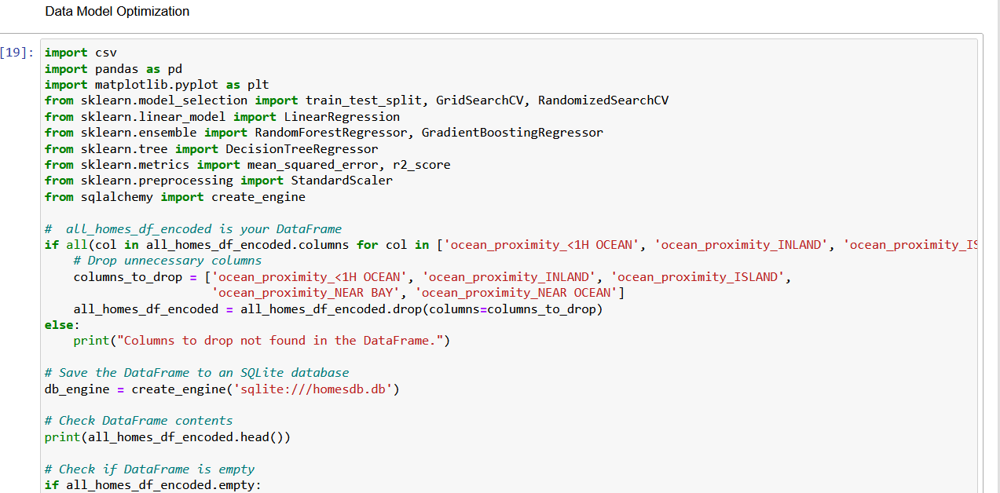 Data Model Optimization
[19]:
import csv
import pandas as pd
import matplotlib.pyplot as plt
from sklearn.model_selection import train_test_split, GridSearchCV, RandomizedSearchCV
from sklearn.linear_model import LinearRegression
from sklearn.ensemble import RandomForestRegressor, GradientBoostingRegressor
from sklearn.tree import DecisionTreeRegressor
from sklearn.metrics import mean_squared_error, r2_score
from sklearn.preprocessing import StandardScaler
from sqlalchemy import create_engine

#  all_homes_df_encoded is your DataFrame
if all(col in all_homes_df_encoded.columns for col in ['ocean_proximity_<1H OCEAN', 'ocean_proximity_INLAND', 'ocean_proximity_IS
    # Drop unnecessary columns
    columns_to_drop = ['ocean_proximity_<1H OCEAN', 'ocean_proximity_INLAND', 'ocean_proximity_ISLAND',
                       'ocean_proximity_NEAR BAY', 'ocean_proximity_NEAR OCEAN']
    all_homes_df_encoded = all_homes_df_encoded.drop(columns=columns_to_drop)
else:
    print("Columns to drop not found in the DataFrame.")

# Save the DataFrame to an SQLite database
db_engine = create_engine('sqlite:///homesdb.db')

# Check DataFrame contents
print(all_homes_df_encoded.head())

# Check if DataFrame is empty
if all_homes_df_encoded.empty: